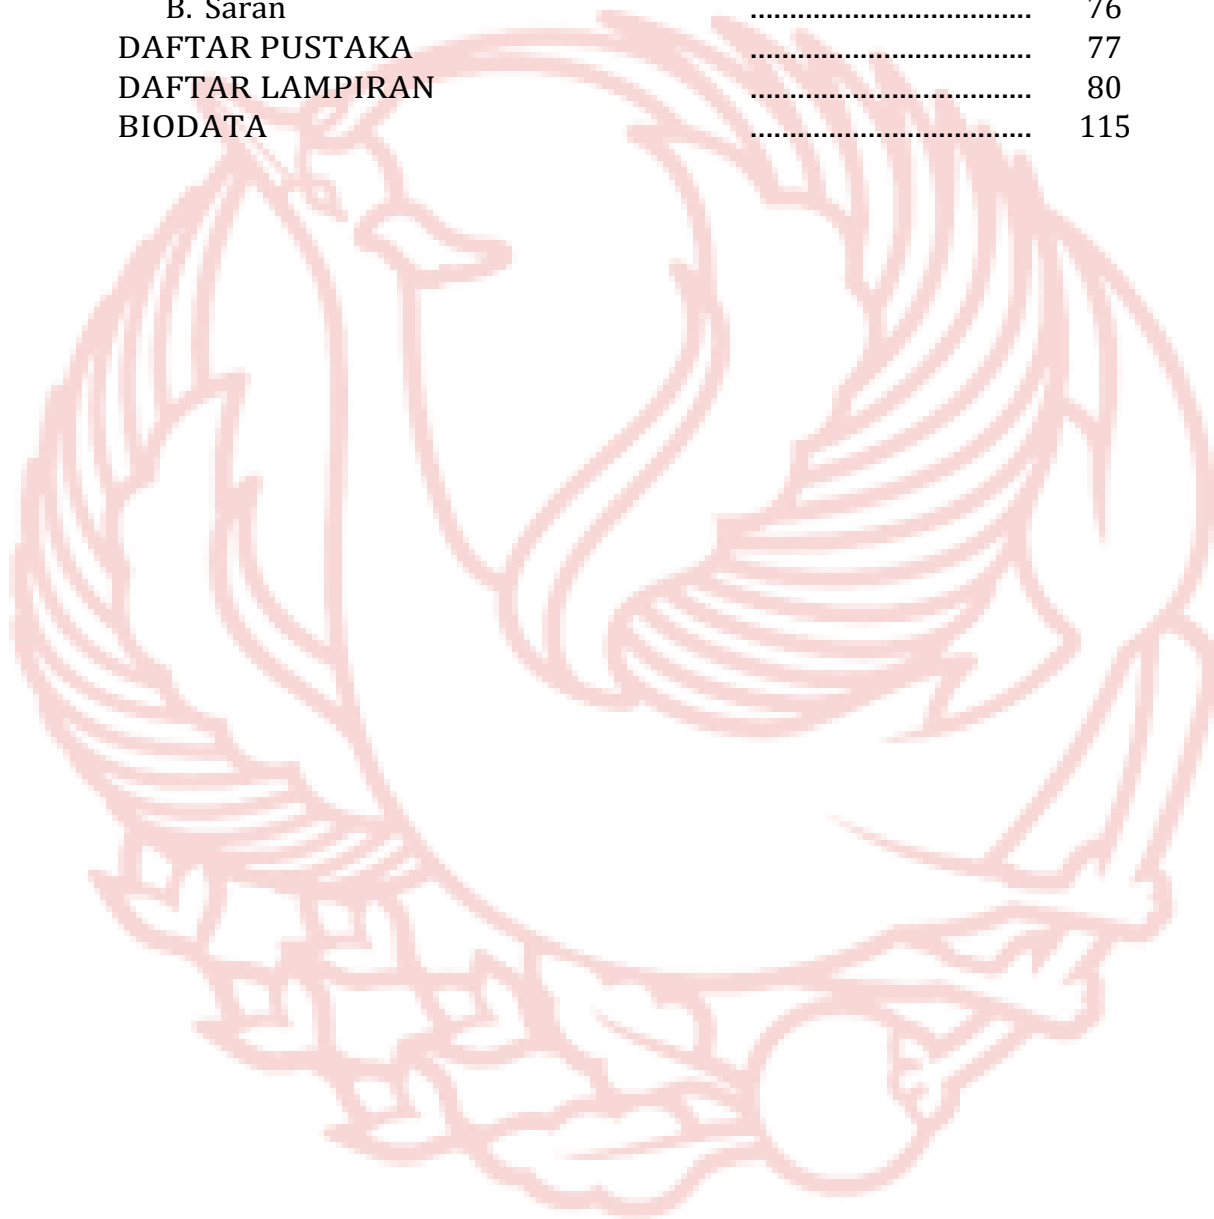 B. Saran .................................... 76
DAFTAR PUSTAKA .................................... 77
DAFTAR LAMPIRAN .................................... 80
BIODATA .................................... 115